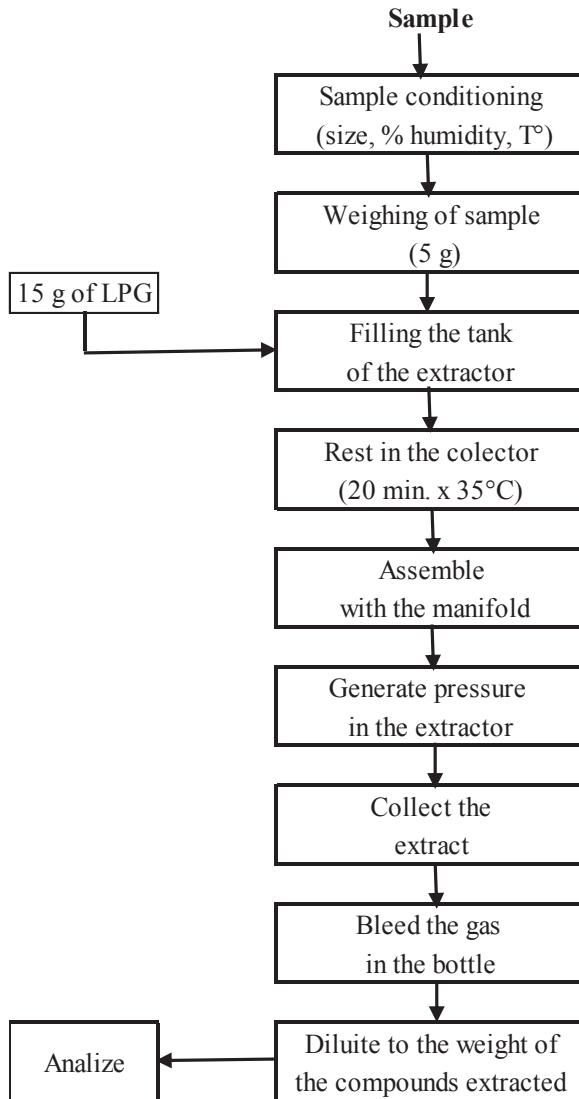 Sample
Sample conditioning
(size, % humidity, T°)
Weighing of sample
(5 g)
15 g of LPG
Filling the tank
of the extractor
Rest in the colector
(20 min. x 35°C)
Assemble
with the manifold
Generate pressure
in the extractor
Collect the
extract
Bleed the gas
in the bottle
Diluite to the weight of
the compounds extracted
Analize